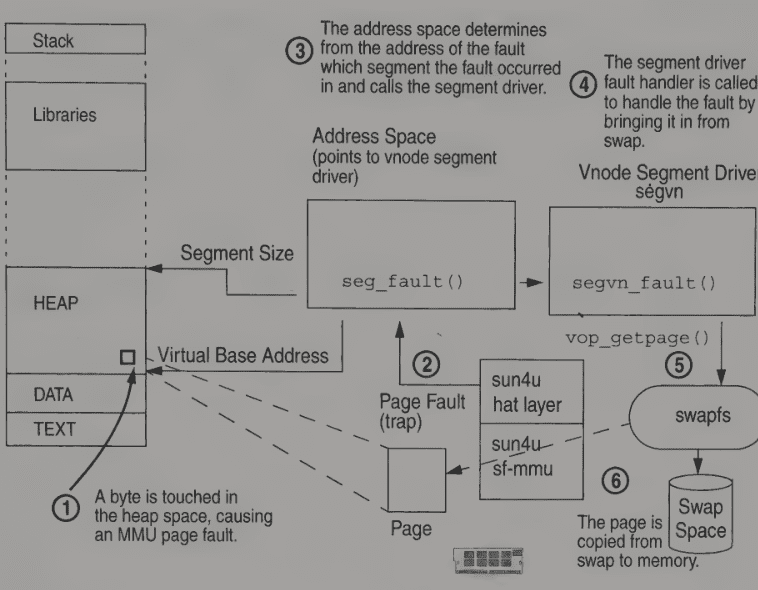 Stack
Libraries
HEAP
DATA
TEXT
3
The address space determines
from the address of the fault
which segment the fault occurred
in and calls the segment driver.
4
The segment driver
fault handler is called
to handle the fault by
bringing it in from
swap.
Address Space
(points to vnode segment
driver)
Vnode Segment Drive
segvn
Segment Size
seg_fault()
segvn_fault()
vop_getpage()
Virtual Base Address
2
Page Fault
(trap)
sun4u
hat layer
sun4u
sf-mmu
5
swapfs
1
A byte is touched in
the heap space, causing
an MMU page fault.
Page
6
The page is
copied from
swap to memory.
Swap
Space